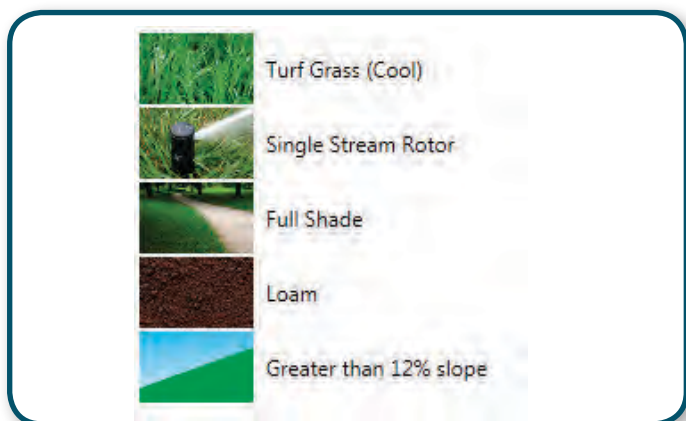 Turf Grass (Cool)
Single Stream Rotor
Full Shade
Loam
Greater than 12% slope